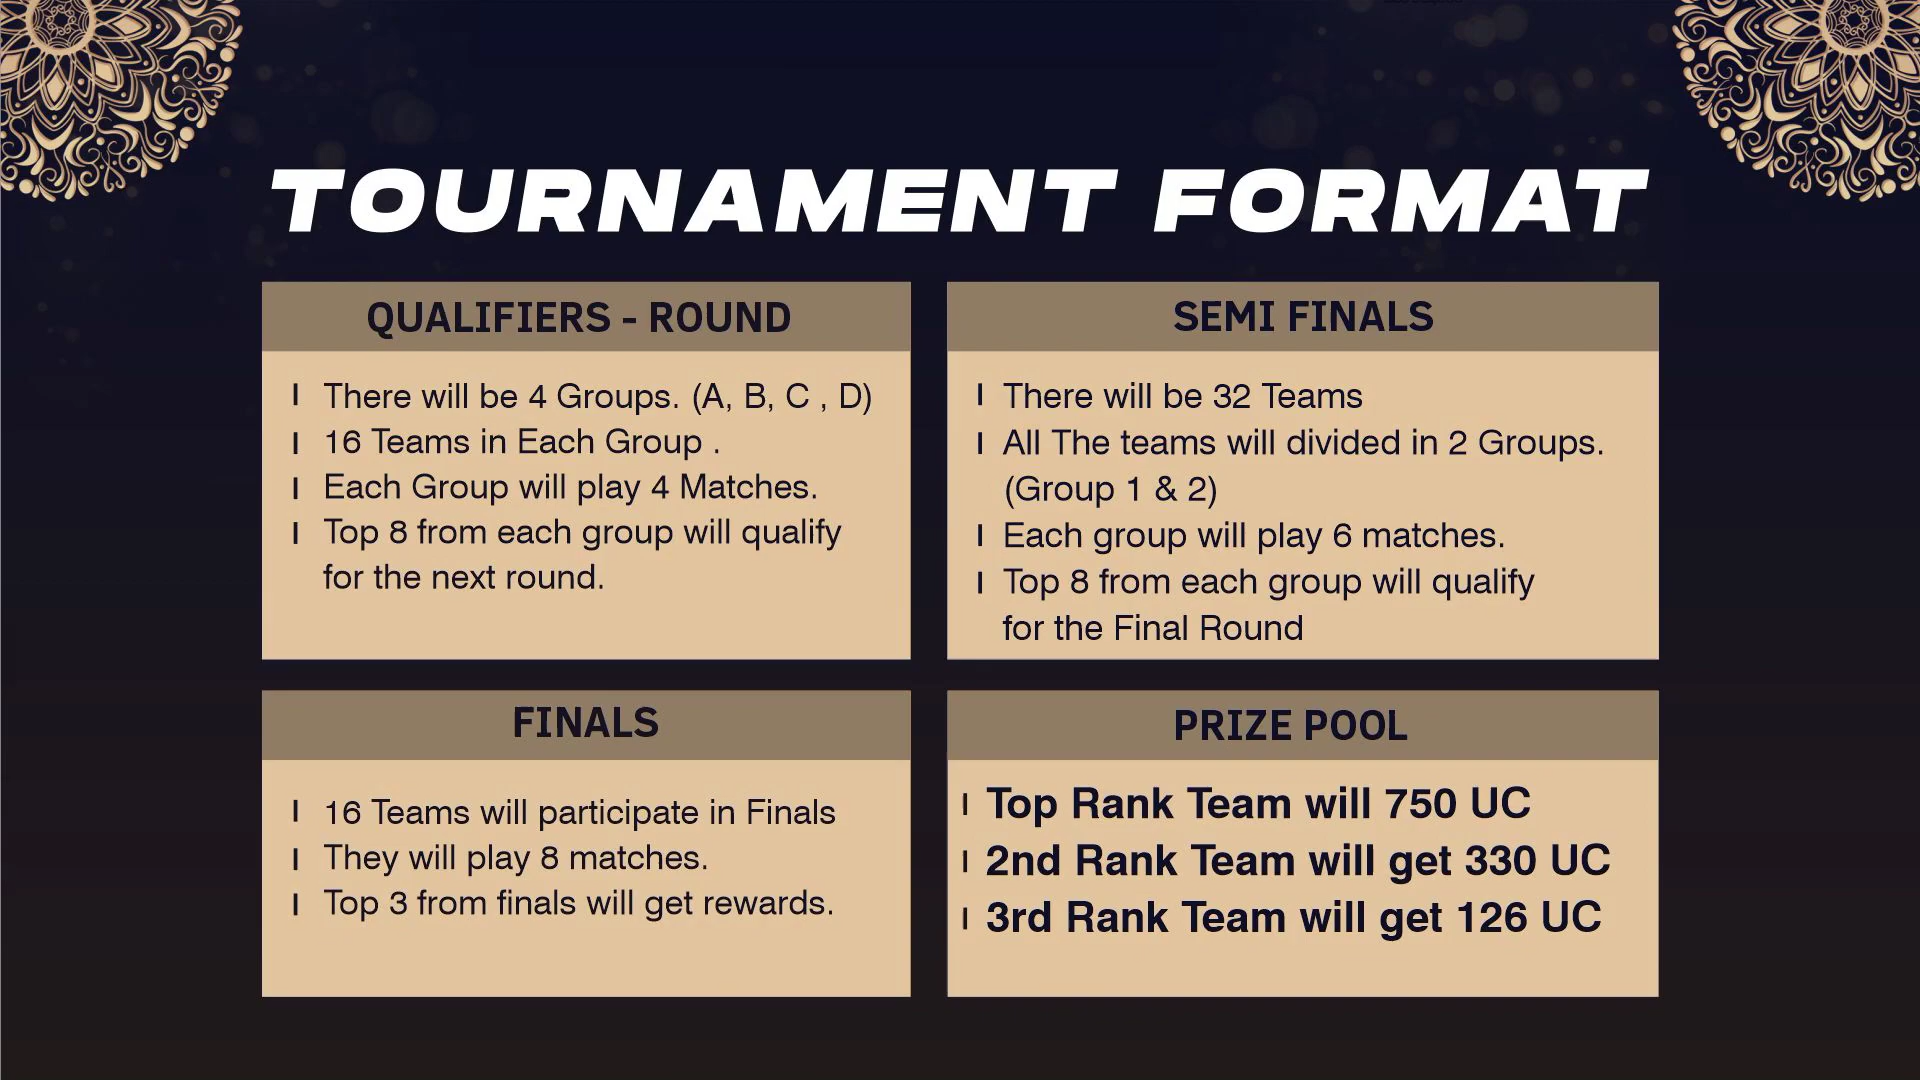 TOURNAMENT FORMAT
QUALIFIERS - ROUND
There will be 4 Groups. (A, B, C , D)
16 Teams in Each Group .
Each Group will play 4 Matches.
Top 8 from each group will qualify
for the next round.
SEMI FINALS
There will be 32 Teams
All The teams will divided in 2 Groups.
(Group 1 & 2)
Each group will play 6 matches.
Top 8 from each group will qualify
for the Final Round
FINALS
16 Teams will participate in Finals
They will play 8 matches.
Top 3 from finals will get rewards.
PRIZE POOL
Top Rank Team will 750 UC
2nd Rank Team will get 330 UC
3rd Rank Team will get 126 UC